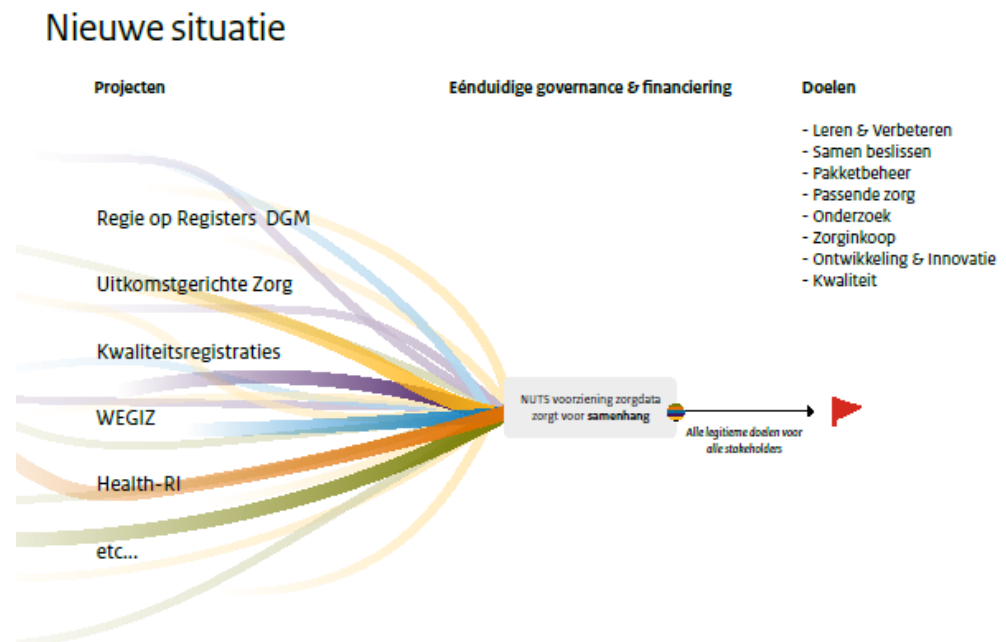 Nieuwe situatie
Projecten
Eénduidige governance & financiering
Doelen
- Leren & Verbeteren
- Samen beslissen
- Pakketbeheer
- Passende zorg
- Onderzoek
- Zorginkoop
- Ontwikkeling & Innovatie
- Kwaliteit
Regie op Registers DGM
Uitkomstgerichte Zorg
Kwaliteitsregistraties
WEGIZ
Health-RI
etc...
NUTS voorziening zorgdata
zorgt voor samenhang
Alle legitieme doelen voor
alle stakeholders